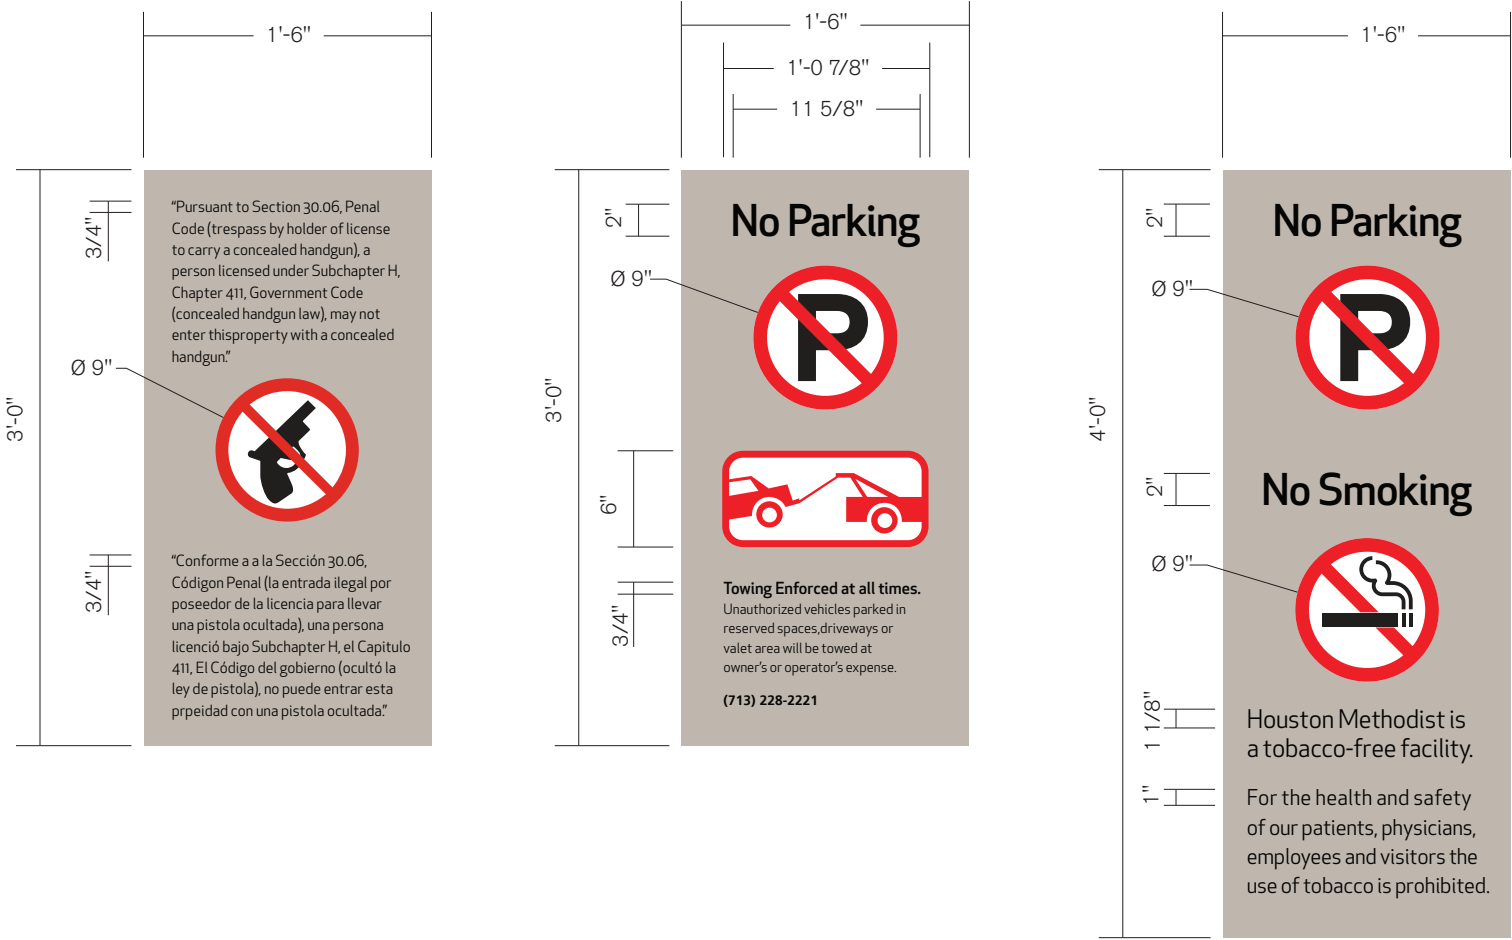 1'-6"
3/4"
Ø 9"
3'-0"
3/4"
“Pursuant to Section 30.06, Penal
Code (trespass by holder of license
to carry a concealed handgun), a
person licensed under Subchapter H,
Chapter 411, Government Code
(concealed handgun law), may not
enter thisproperty with a concealed
handgun.”
“Conforme a a la Sección 30.06,
Códigon Penal (la entrada ilegal por
poseedor de la licencia para llevar
una pistola ocultada), una persona
licenció bajo Subchapter H, el Capitulo
411, El Código del gobierno (ocultó la
ley de pistola), no puede entrar esta
prpeidad con una pistola ocultada.”
1'-6"
1'-0 7/8"
11 5/8"
2"
Ø 9"
3'-0"
6"
3/4"
No Parking
P
Towing Enforced at all times.
Unauthorized vehicles parked in
reserved spaces,driveways or
valet area will be towed at
owner's or operator's expense.
(713) 228-2221
1'-6"
2"
Ø 9"
4'-0"
2"
Ø 9"
1 1/8"
1"
No Parking
P
No Smoking
Houston Methodist is
a tobacco-free facility.
For the health and safety
of our patients, physicians,
employees and visitors the
use of tobacco is prohibited.